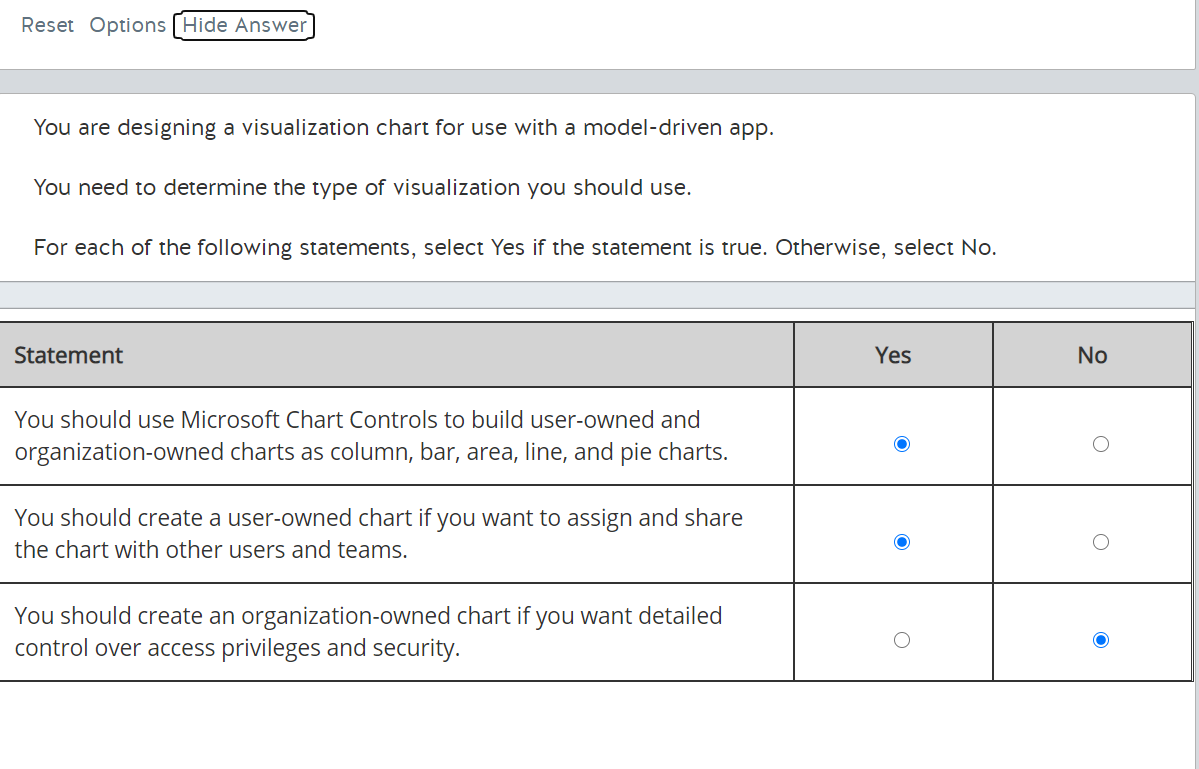 Reset Options Hide Answer
You are designing a visualization chart for use with a model-driven app.
You need to determine the type of visualization you should use.
For each of the following statements, select Yes if the statement is true. Otherwise, select No.
Statement Yes No
You should use Microsoft Chart Controls to build user-owned and
organization-owned charts as column, bar, area, line, and pie charts.
You should create a user-owned chart if you want to assign and share
the chart with other users and teams.
You should create an organization-owned chart if you want detailed
control over access privileges and security.